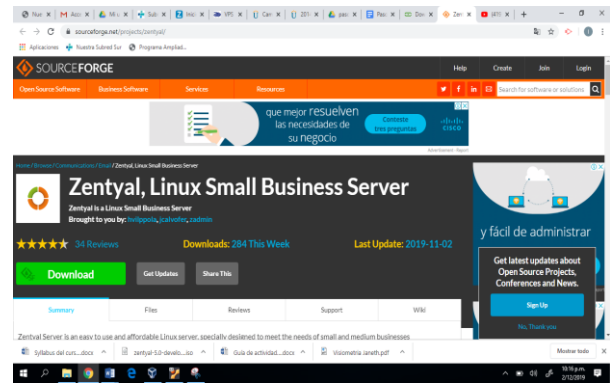 sourceforge.net/projects/zentyal/
Aplicaciones Nuestra Subred Sur Programa Ampliad...
SOURCEFORGE
Help Create Join Login
Open Source Software Business Software Services Resources
Search for software or solutions
que mejor resuelven
las necesidades de
su negocio
Conteste
tres preguntas
CISCO
Home / Browse / Communications / Email / Zentyal, Linux Small Business Server
Zentyal, Linux Small Business Server
Zentyal is a Linux Small Business Server
Brought to you by: jcalvofer, zadmin
34 Reviews Downloads: 284 This Week Last Update: 2019-11-02
Download Get Updates Share This
y fácil de administrar
Get latest updates about
Open Source Projects,
Conferences and News.
Sign Up
No, Thank you
Summary Files Reviews Support Wiki
Zentyal Server is an easy to use and affordable Linux server, specially designed to meet the needs of small and medium businesses
Syllabus del curs....docx zentyal-5.0-develo....iso Guia de actividad....docx Visiometria Janeth.pdf Mostrar todo
10:16 p.m.
2/12/2019